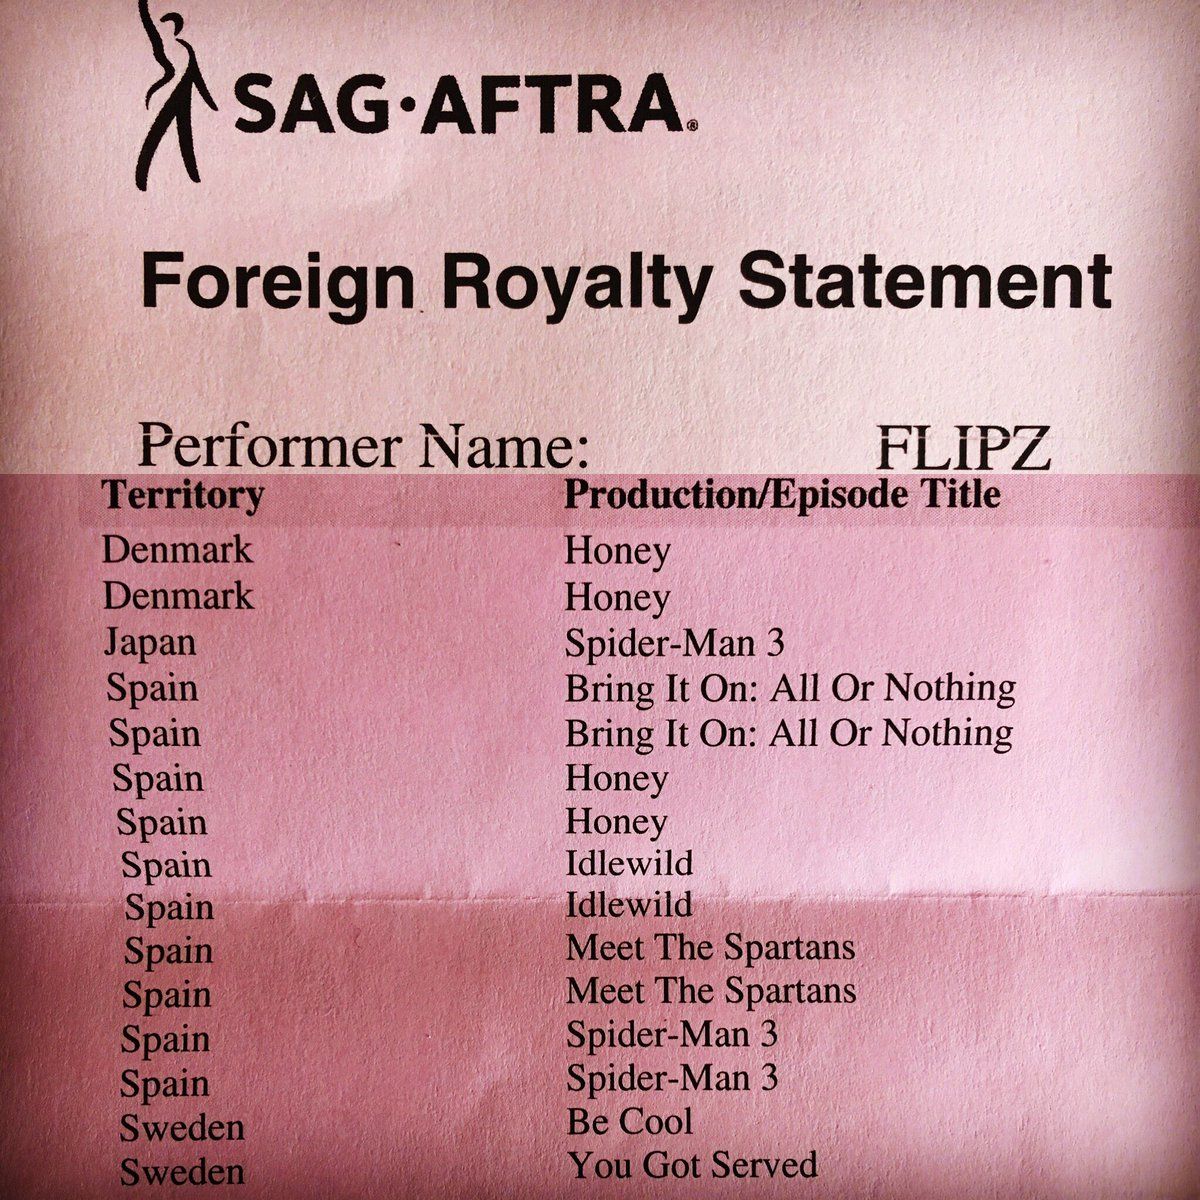 SAG·AFTRA®
Foreign Royalty Statement
Performer Name: FLIPZ
Territory Production/Episode Title
Denmark Honey
Denmark Honey
Japan Spider-Man 3
Spain Bring It On: All Or Nothing
Spain Bring It On: All Or Nothing
Spain Honey
Spain Honey
Spain Idlewild
Spain Idlewild
Spain Meet The Spartans
Spain Meet The Spartans
Spain Spider-Man 3
Spain Spider-Man 3
Sweden Be Cool
Sweden You Got Served